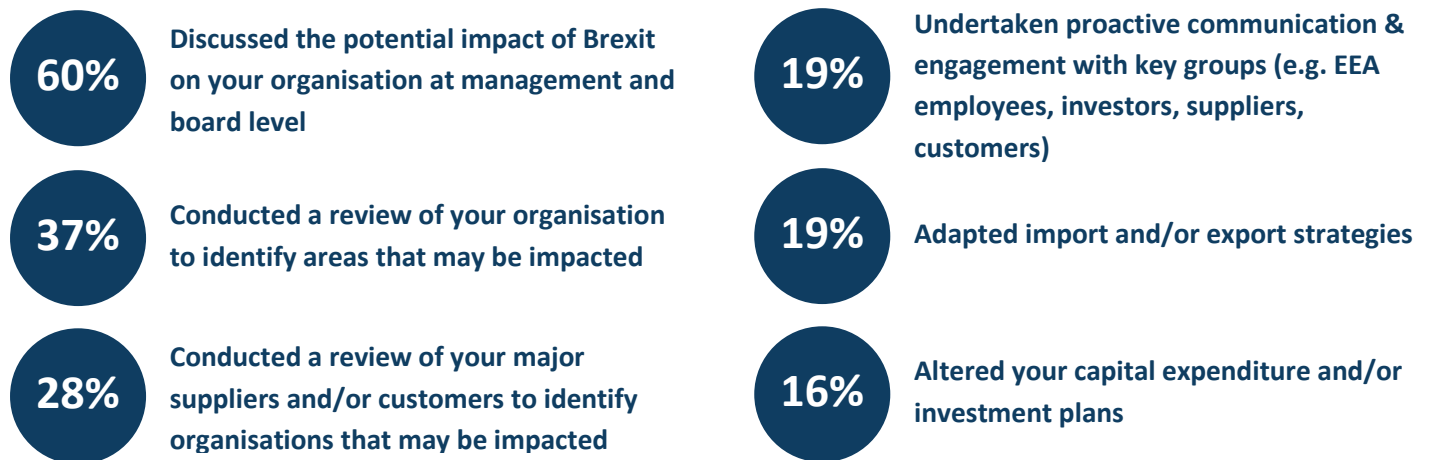 60%
Discussed the potential impact of Brexit
on your organisation at management and
board level
37%
Conducted a review of your organisation
to identify areas that may be impacted
28%
Conducted a review of your major
suppliers and/or customers to identify
organisations that may be impacted
19%
Undertaken proactive communication &
engagement with key groups (e.g. EEA
employees, investors, suppliers,
customers)
19%
Adapted import and/or export strategies
16%
Altered your capital expenditure and/or
investment plans